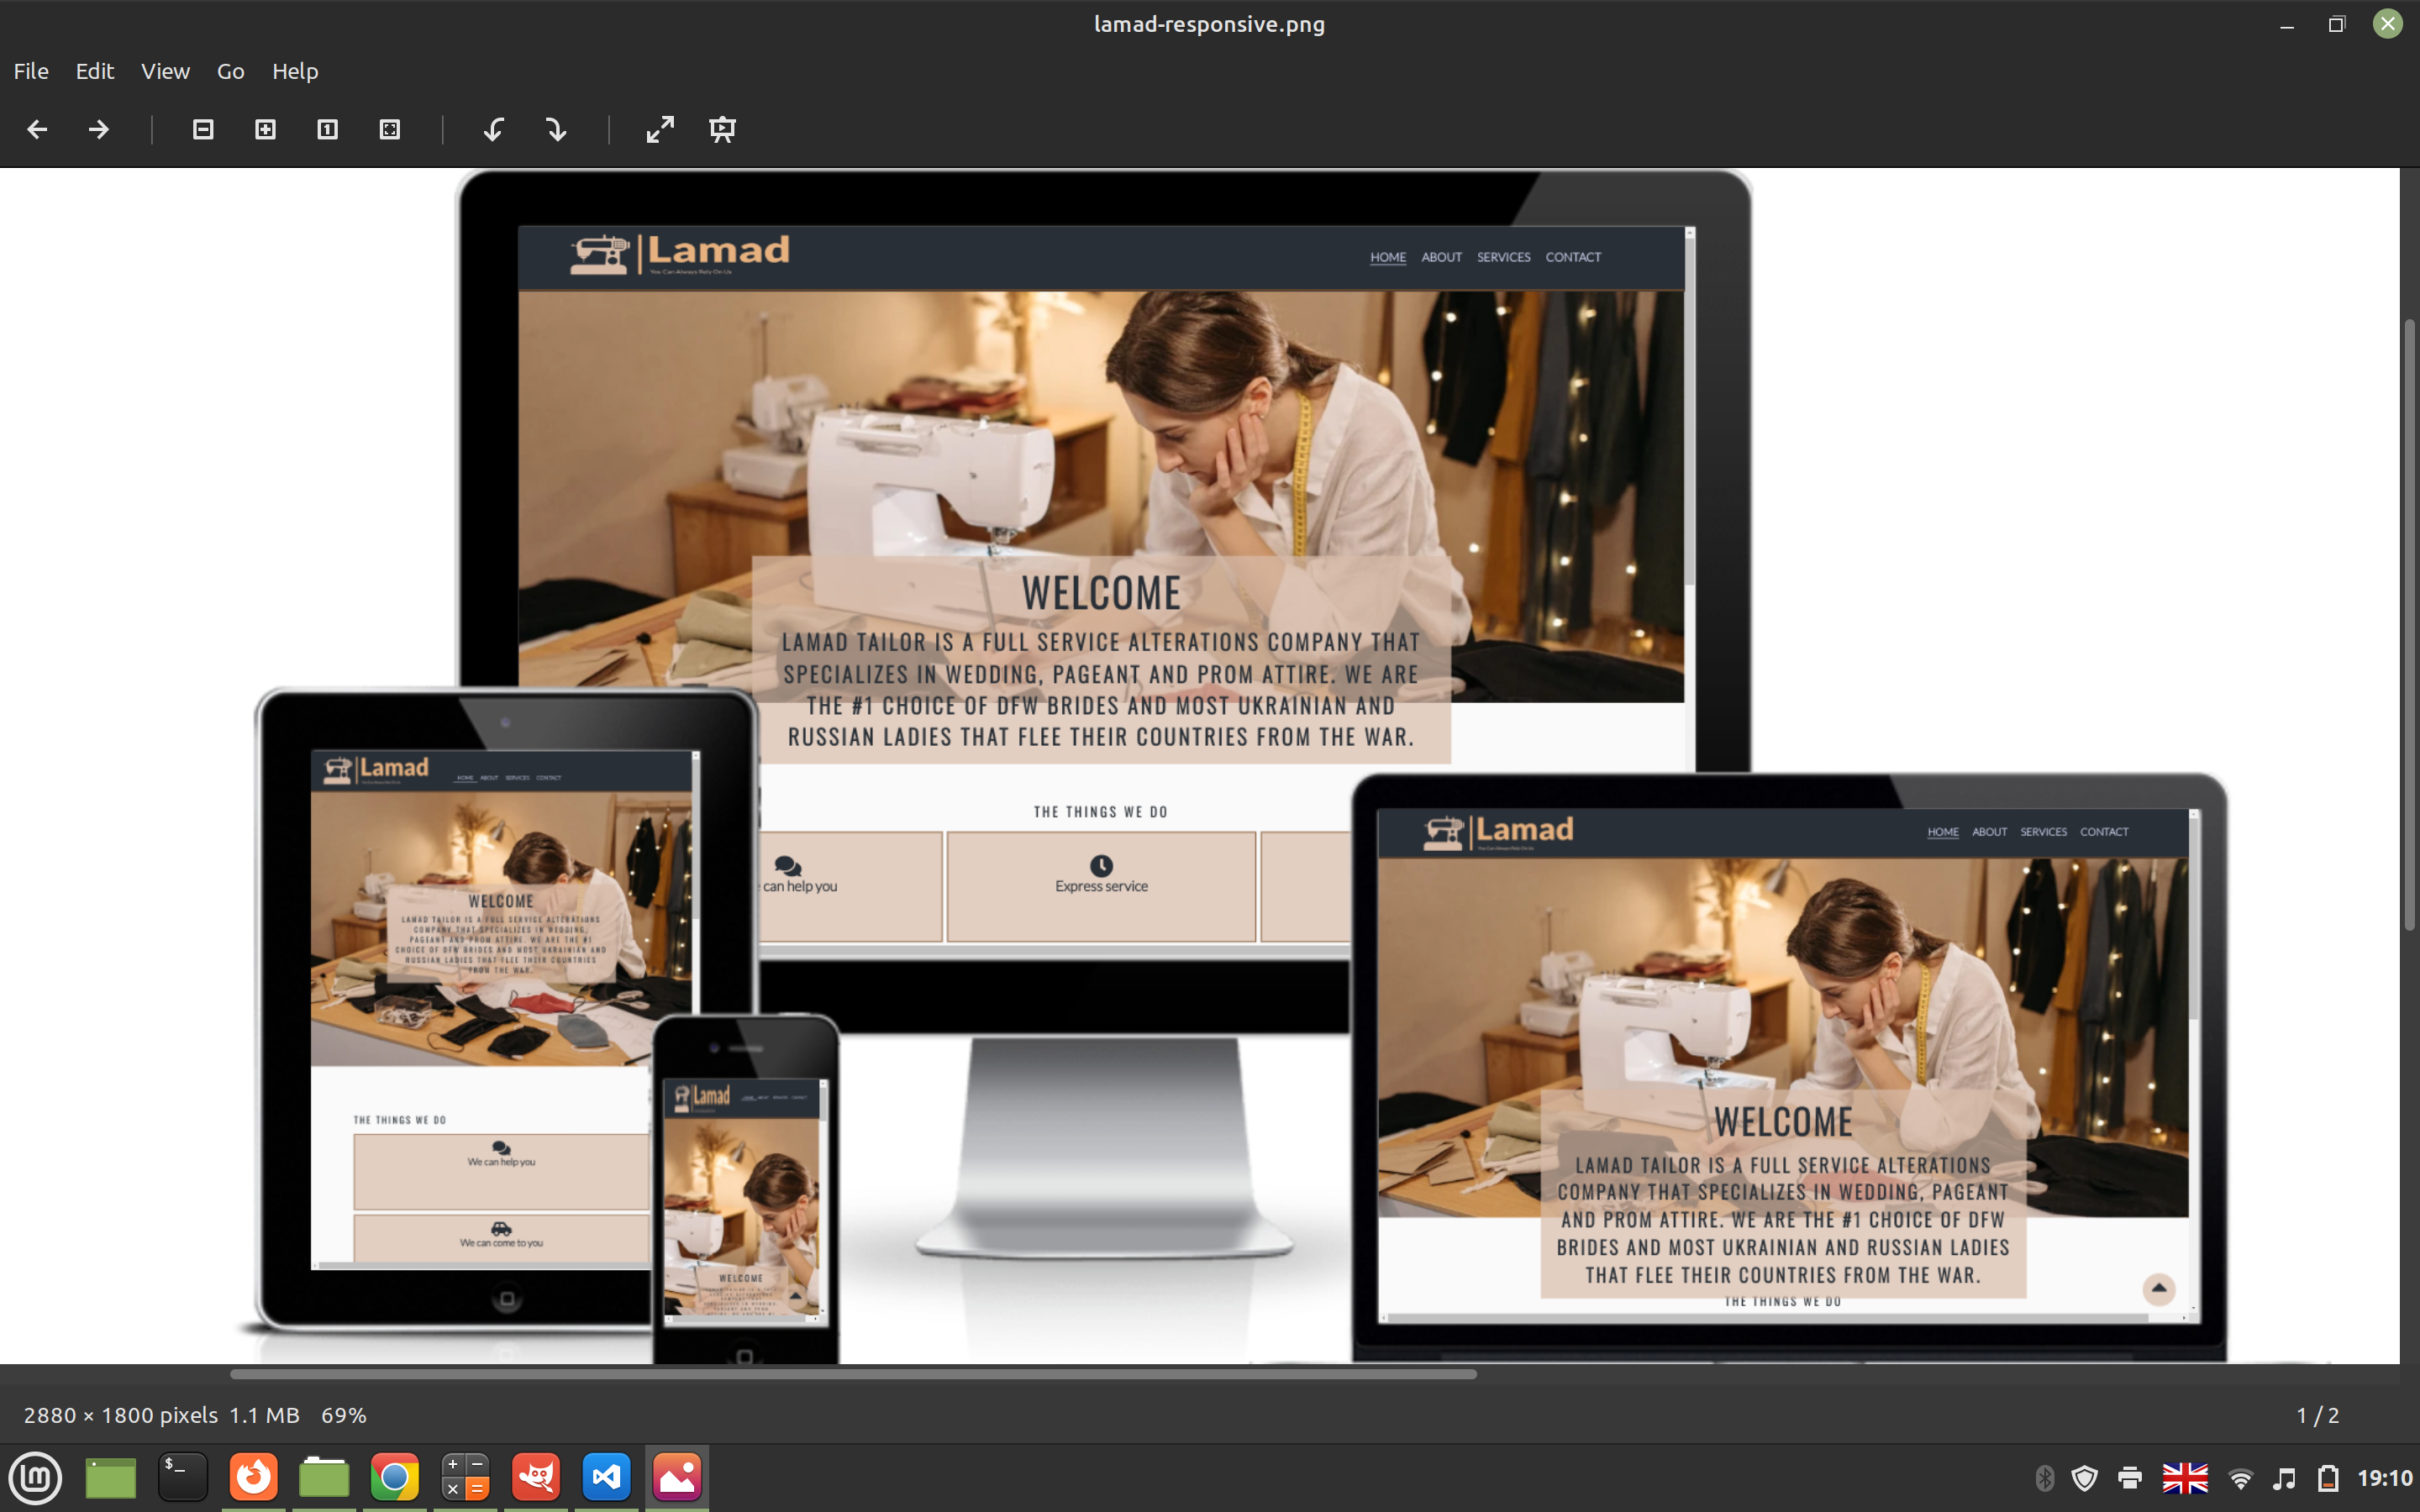 lamad-responsive.png
File Edit View Go Help
Lamad
You Can Always Rely On Us
HOME ABOUT SERVICES CONTACT
WELCOME
LAMAD TAILOR IS A FULL SERVICE ALTERATIONS COMPANY THAT
SPECIALIZES IN WEDDING, PAGEANT AND PROM ATTIRE. WE ARE
THE #1 CHOICE OF DFW BRIDES AND MOST UKRAINIAN AND
RUSSIAN LADIES THAT FLEE THEIR COUNTRIES FROM THE WAR.
THE THINGS WE DO
can help you
Express service
Lamad
HOME ABOUT SERVICES CONTACT
WELCOME
LAMAD TAILOR IS A FULL SERVICE ALTERATIONS
COMPANY THAT SPECIALIZES IN WEDDING,
PAGEANT AND PROM ATTIRE. WE ARE THE #1
CHOICE OF DFW BRIDES AND MOST UKRAINIAN AND
RUSSIAN LADIES THAT FLEE THEIR COUNTRIES
FROM THE WAR.
THE THINGS WE DO
We can help you
We can come to you
Lamad
WELCOME
Lamad
You Can Always Rely On Us
HOME ABOUT SERVICES CONTACT
WELCOME
LAMAD TAILOR IS A FULL SERVICE ALTERATIONS
COMPANY THAT SPECIALIZES IN WEDDING, PAGEANT
AND PROM ATTIRE. WE ARE THE #1 CHOICE OF DFW
BRIDES AND MOST UKRAINIAN AND RUSSIAN LADIES
THAT FLEE THEIR COUNTRIES FROM THE WAR.
THE THINGS WE DO
2880 × 1800 pixels 1.1 MB 69%
1 / 2
19:10